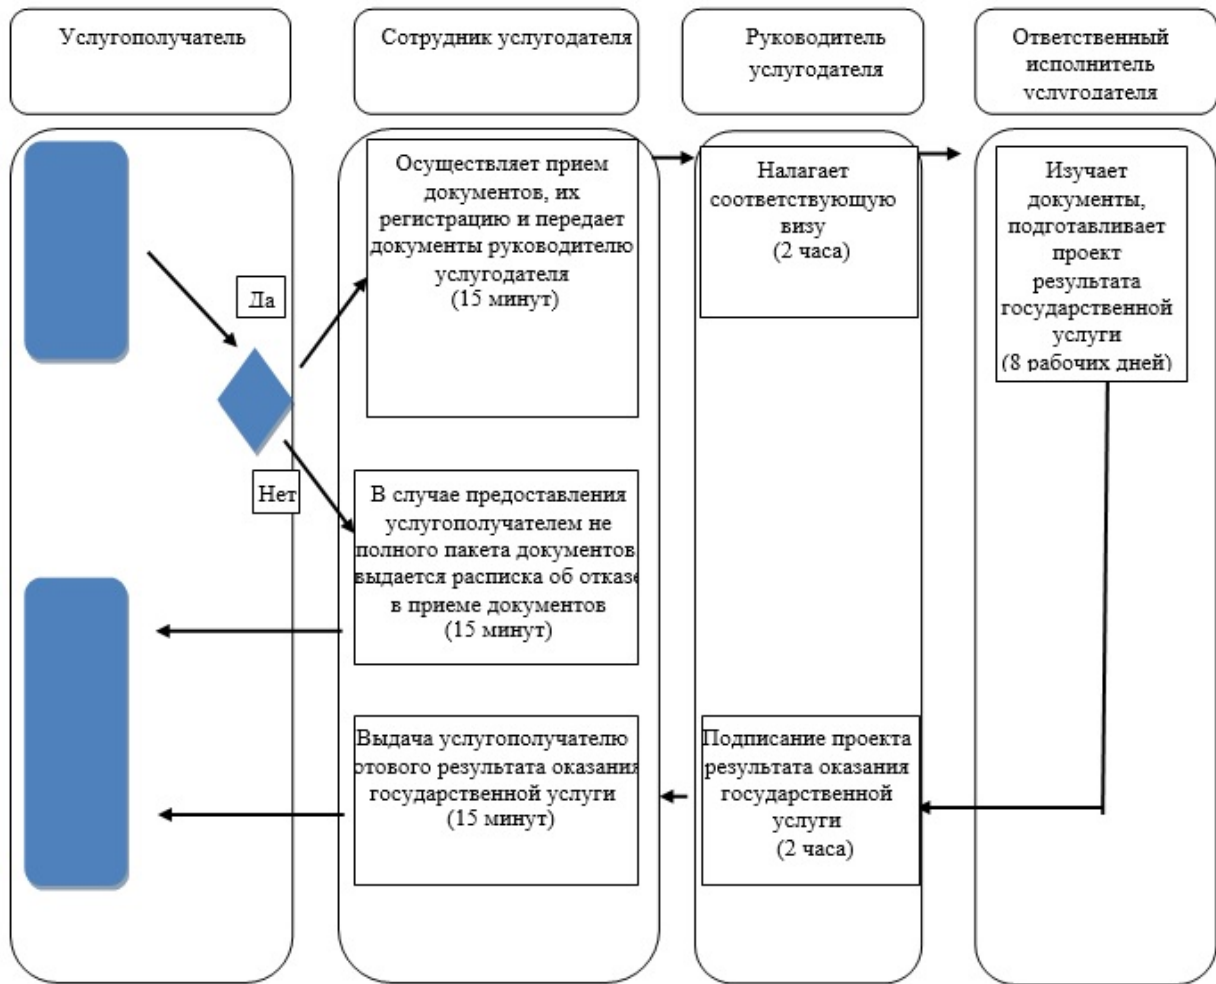 Услугополучатель
Сотрудник услугодателя
Руководитель
услугодателя
Ответственный
исполнитель
услугодателя
Осуществляет прием
документов, их
регистрацию и передает
документы руководителю
услугодателя
(15 минут)
Налагает
соответствующую
визу
(2 часа)
Изучает
документы,
подготавливает
проект
результата
государственной
услуги
(8 рабочих дней)
Да
Нет
В случае предоставления
услугополучателем не
полного пакета документов
выдается расписка об отказе
в приеме документов
(15 минут)
Выдача услугополучателю
отового результата оказания
государственной услуги
(15 минут)
Подписание проекта
результата оказания
государственной
услуги
(2 часа)